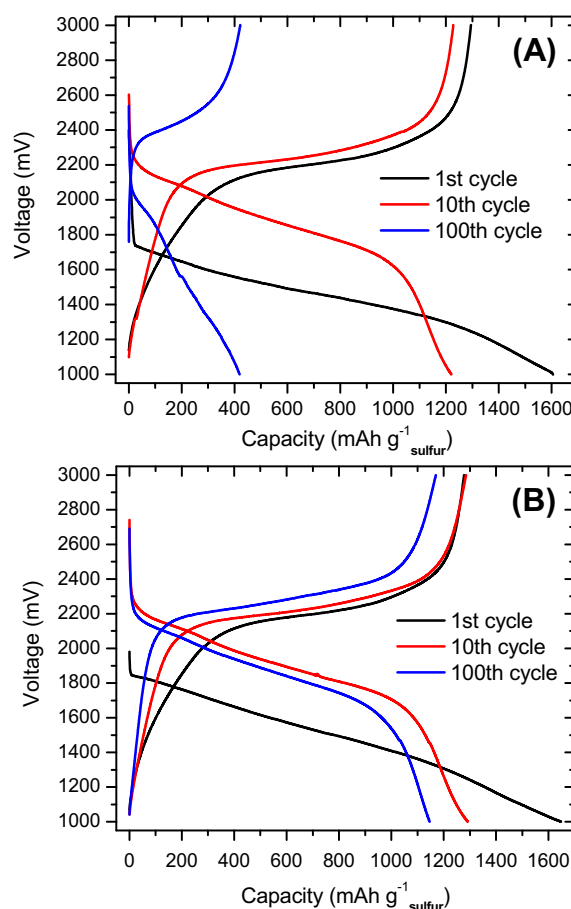 (A)
3000
2800
2600
2400
2200
2000
1800
1600
1400
1200
1000
Voltage (mV)
1st cycle
10th cycle
100th cycle
0 200 400 600 800 1000 1200 1400 1600
Capacity (mAh g⁻¹sulfur)
(B)
3000
2800
2600
2400
2200
2000
1800
1600
1400
1200
1000
Voltage (mV)
1st cycle
10th cycle
100th cycle
0 200 400 600 800 1000 1200 1400 1600
Capacity (mAh g⁻¹sulfur)